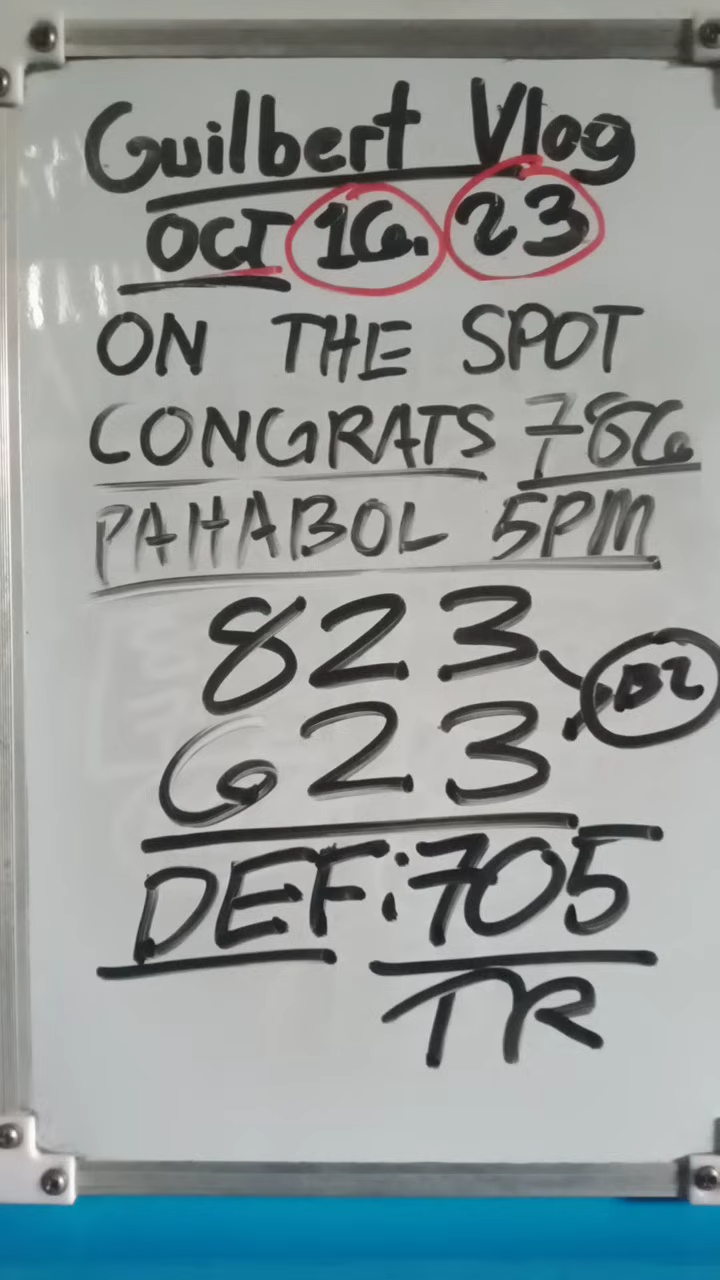 Guilbert Vlog
OCT 16. 23
ON THE SPOT
CONGRATS 786
PAHABOL 5PM
823
623
DEF:705
TR